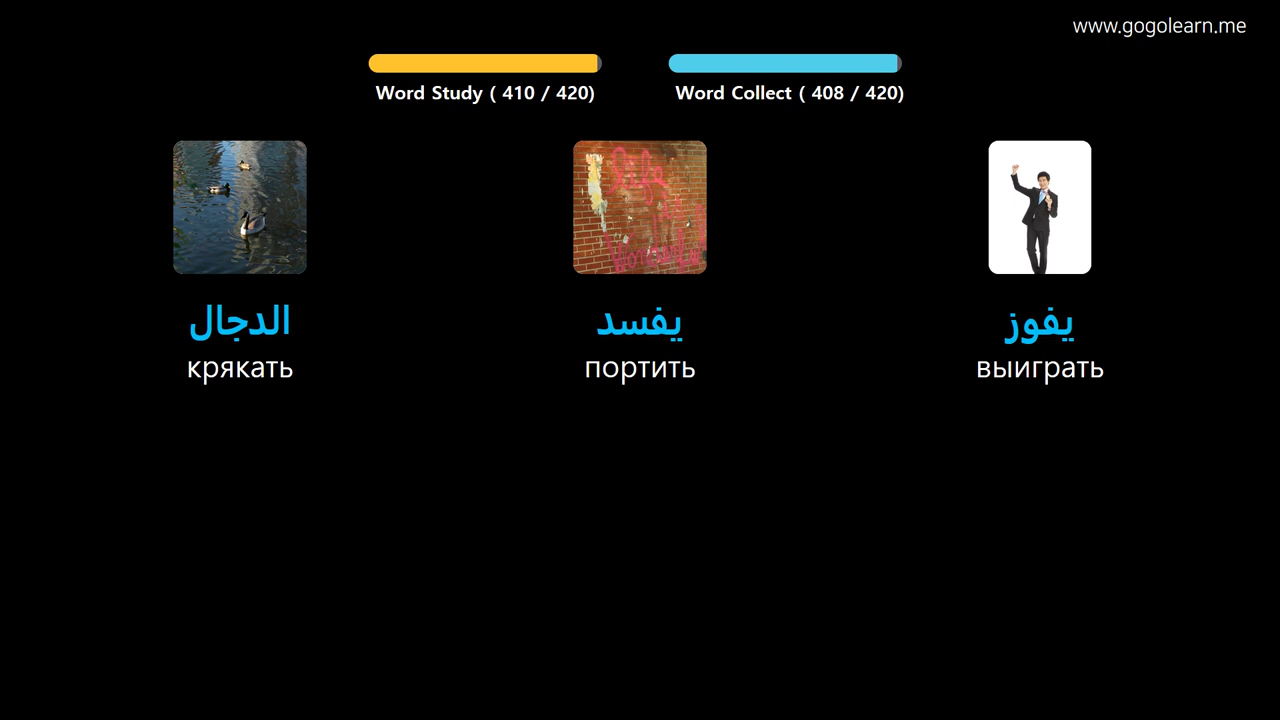 www.gogolearn.me
Word Study ( 410 / 420)
Word Collect ( 408 / 420)
الدجال
крякать
يفسد
портить
يفوز
выиграть